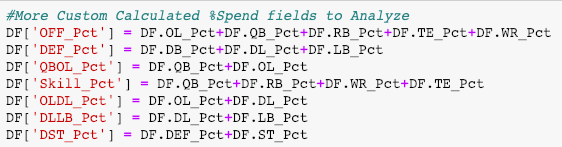 #More Custom Calculated %Spend fields to Analyze
DF['OFF_Pct'] = DF.OL_Pct+DF.QB_Pct+DF.RB_Pct+DF.TE_Pct+DF.WR_Pct
DF['DEF_Pct'] = DF.DB_Pct+DF.DL_Pct+DF.LB_Pct
DF['QBOL_Pct'] = DF.QB_Pct+DF.OL_Pct
DF['Skill_Pct'] = DF.QB_Pct+DF.RB_Pct+DF.WR_Pct+DF.TE_Pct
DF['OLDL_Pct'] = DF.OL_Pct+DF.DL_Pct
DF['DLLB_Pct'] = DF.DL_Pct+DF.LB_Pct
DF['DST_Pct'] = DF.DEF_Pct+DF.ST_Pct